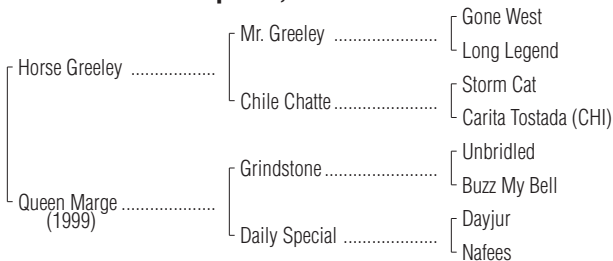 Gone West
Mr. Greeley ....................
Long Legend
Horse Greeley .................
Storm Cat
Chile Chatte....................
Carita Tostada (CHI)
Unbridled
Grindstone......................
Buzz My Bell
Queen Marge ...................
(1999)
Dayjur
Daily Special ..................
Nafees